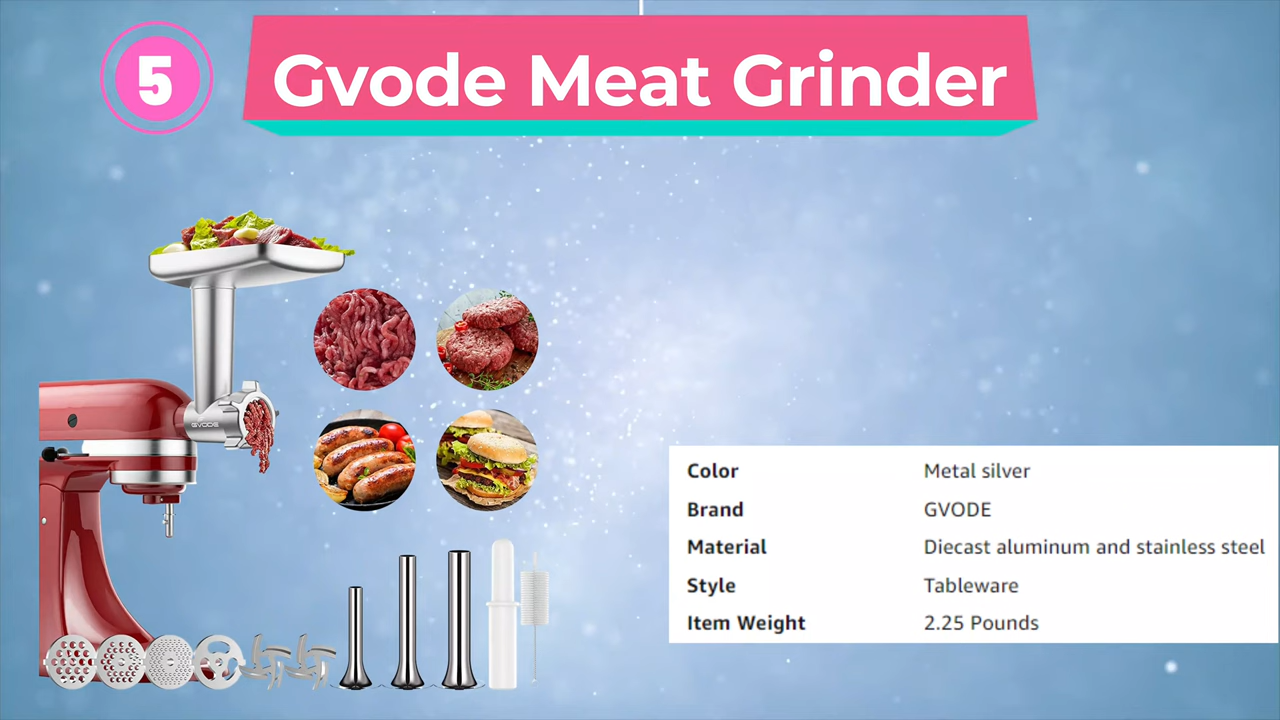 5
Gvode Meat Grinder
GVODE
Color Metal silver
Brand GVODE
Material Diecast aluminum and stainless steel
Style Tableware
Item Weight 2.25 Pounds